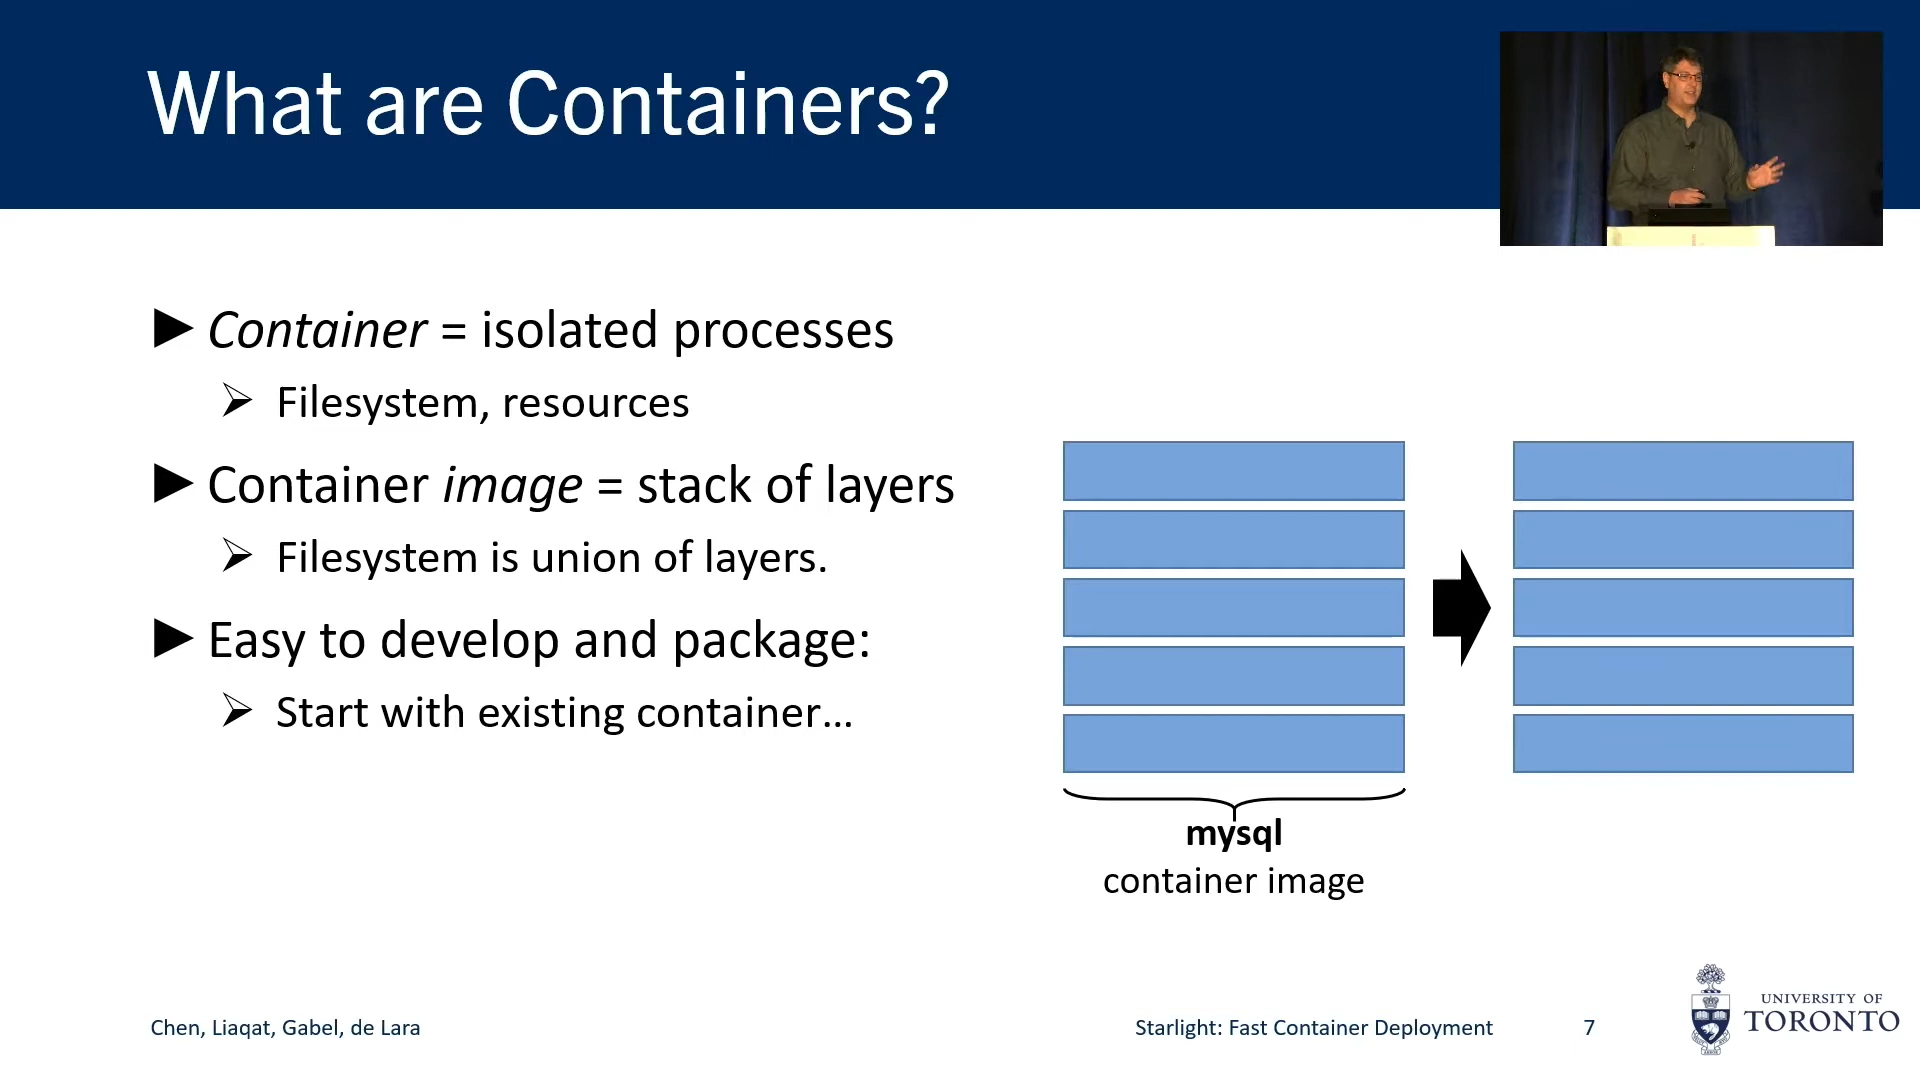 What are Containers?
► Container = isolated processes
➢ Filesystem, resources
► Container image = stack of layers
➢ Filesystem is union of layers.
► Easy to develop and package:
➢ Start with existing container…
mysql
container image
Chen, Liaqat, Gabel, de Lara
Starlight: Fast Container Deployment
7
UNIVERSITY OF
TORONTO